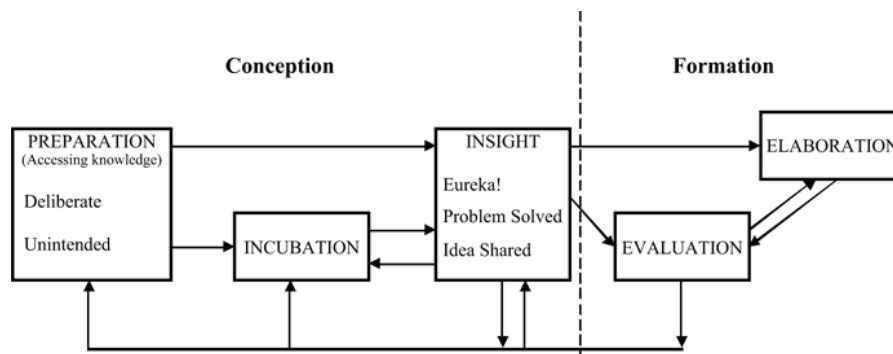 Conception
Formation
PREPARATION
(Accessing knowledge)
Deliberate
Unintended
INCUBATION
INSIGHT
Eureka!
Problem Solved
Idea Shared
ELABORATION
EVALUATION